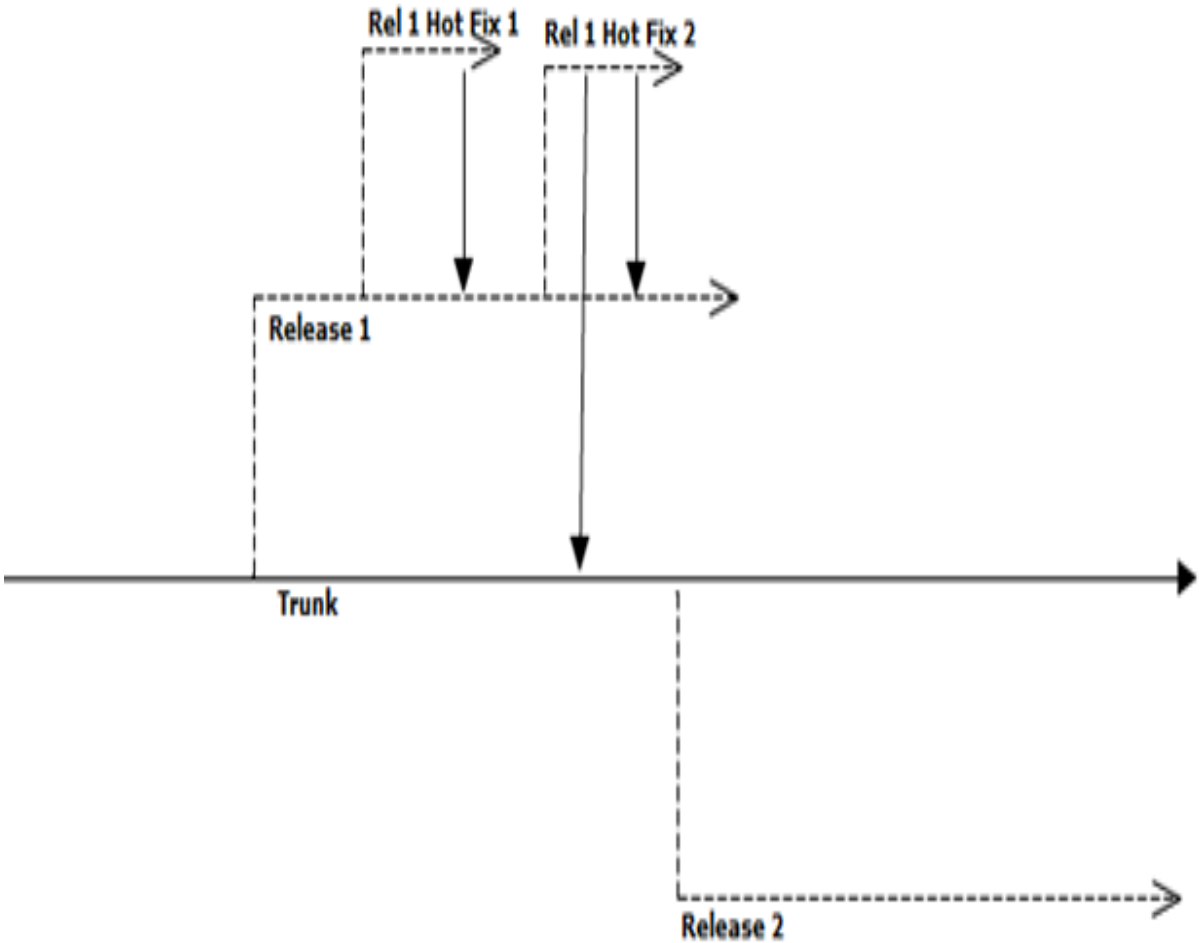 Rel 1 Hot Fix 1
Rel 1 Hot Fix 2
Release 1
Trunk
Release 2